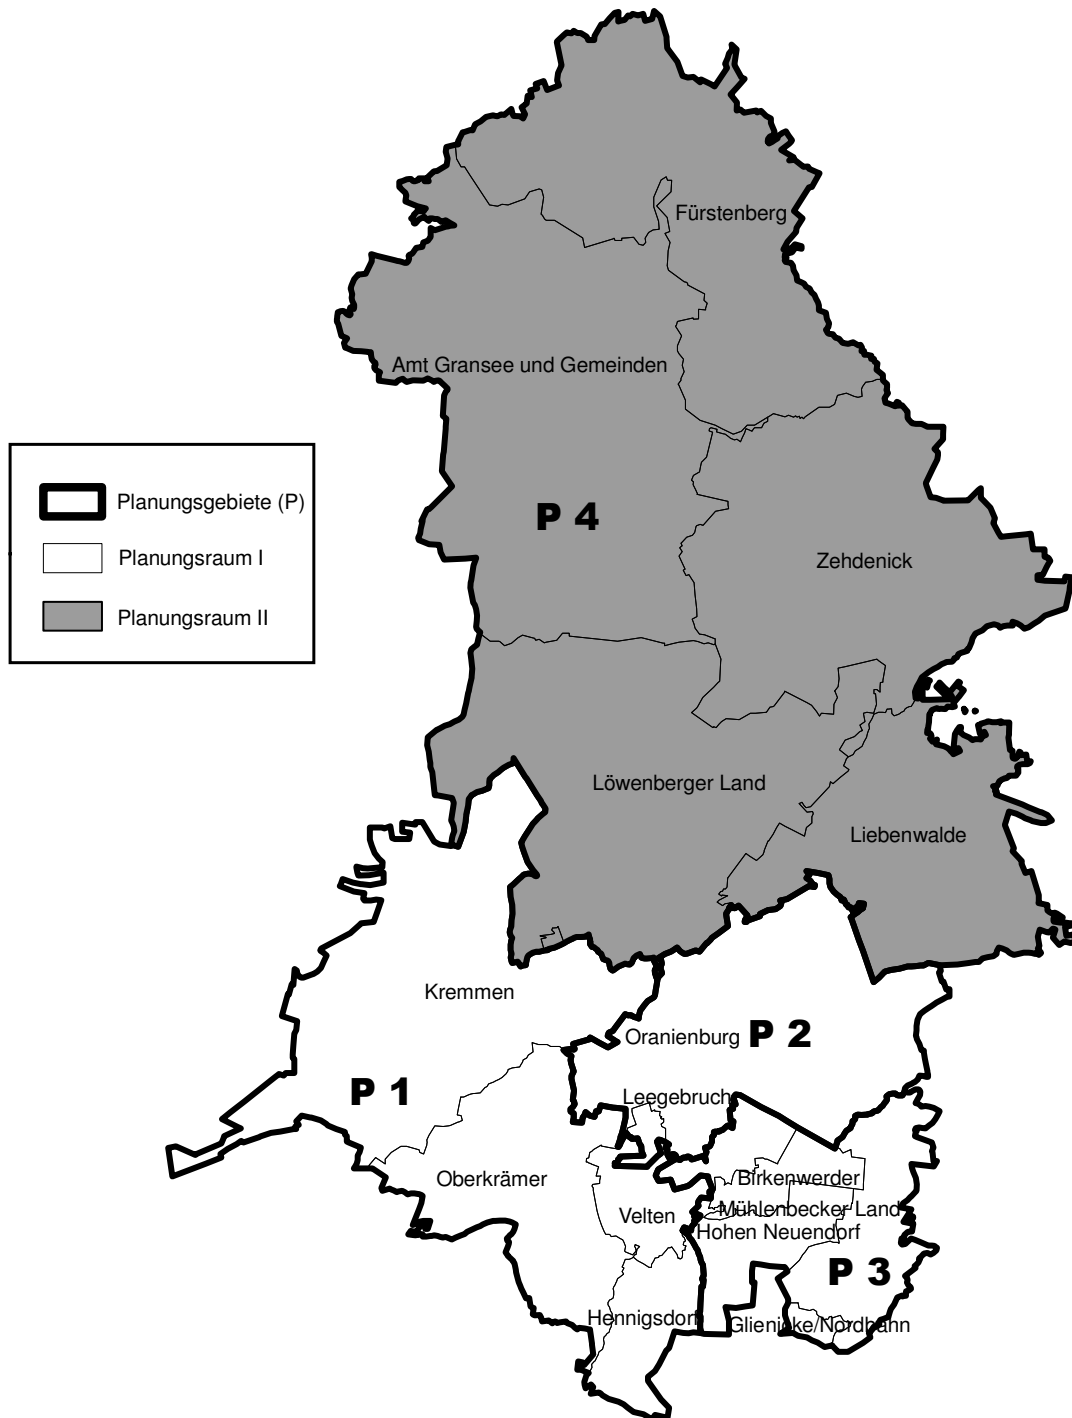 Fürstenberg
Amt Gransee und Gemeinden
Planungsgebiete (P)
P 4
Planungsraum I
Zehdenick
Planungsraum II
Löwenberger Land
Liebenwalde
Kremmen
Oranienburg
P 2
P 1
Leegebruch
Oberkrämer
Birkenwerder
Velten
Mühlenbecker Land
Hohen Neuendorf
P 3
Hennigsdorf
Glienicke/Nordbahn